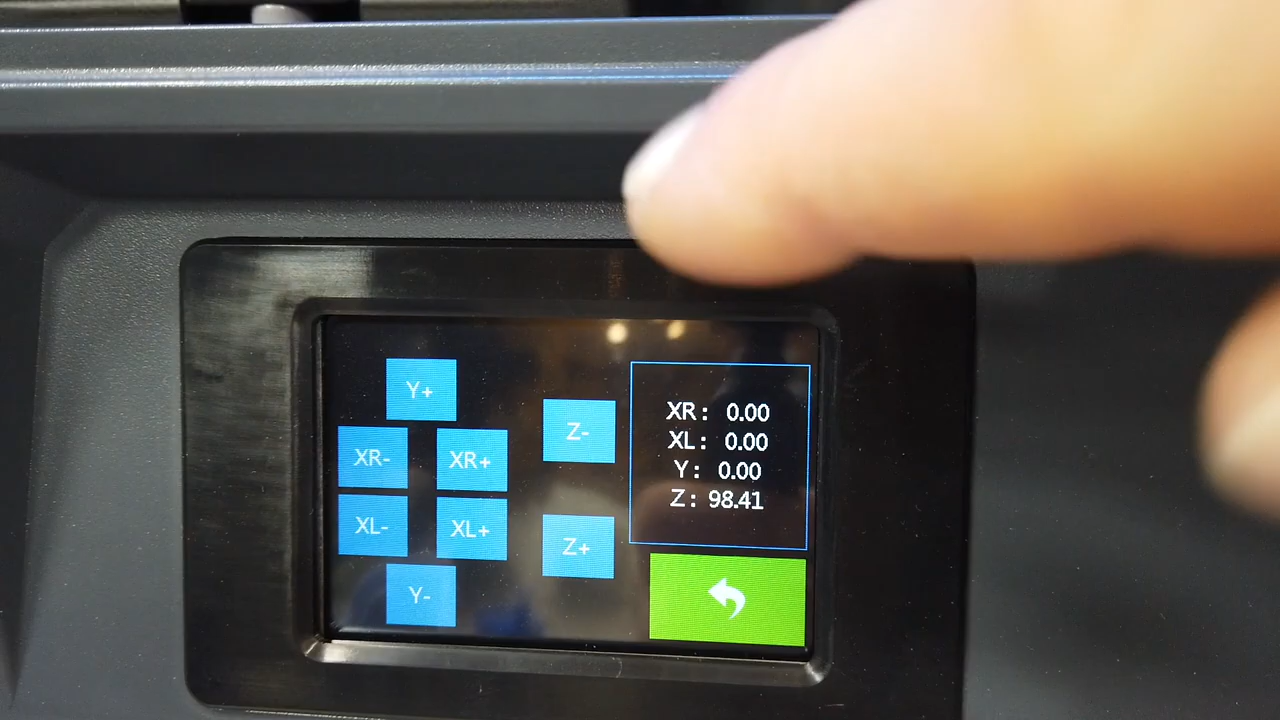 Y+
XR- XR+
XL- XL+
Y-
Z-
Z+
XR: 0.00
XL: 0.00
Y: 0.00
Z: 98.41